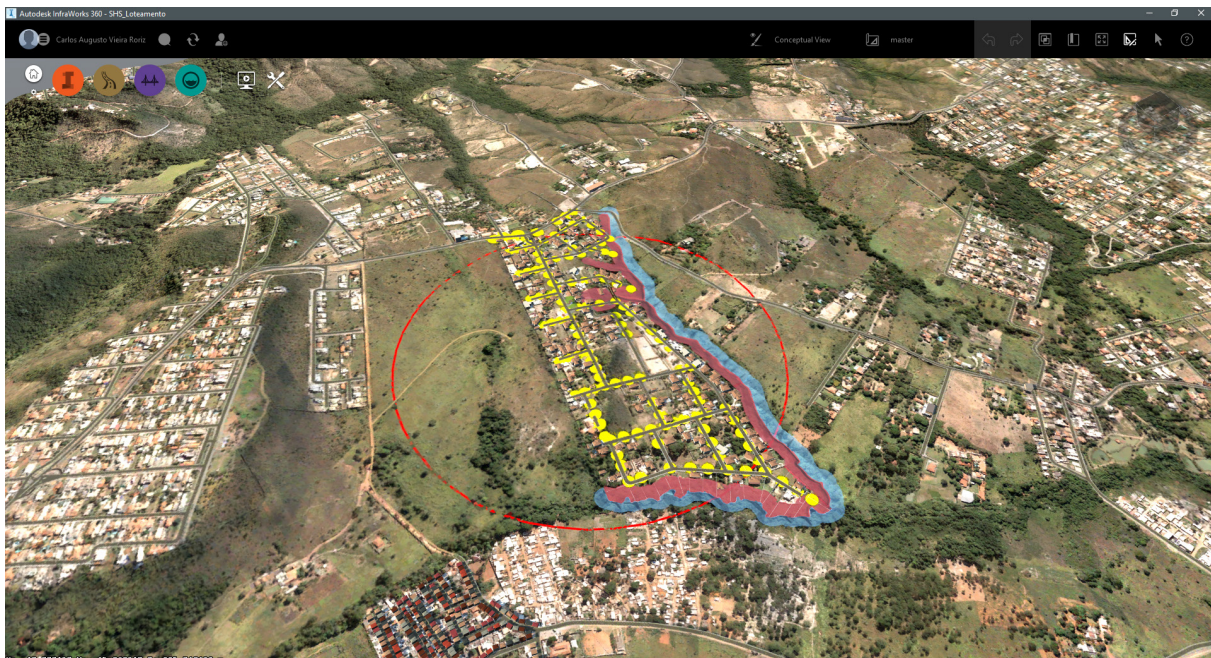 Autodesk InfraWorks 360 - SHS_Loteamento
Carlos Augusto Vieira Roriz
Conceptual View
master